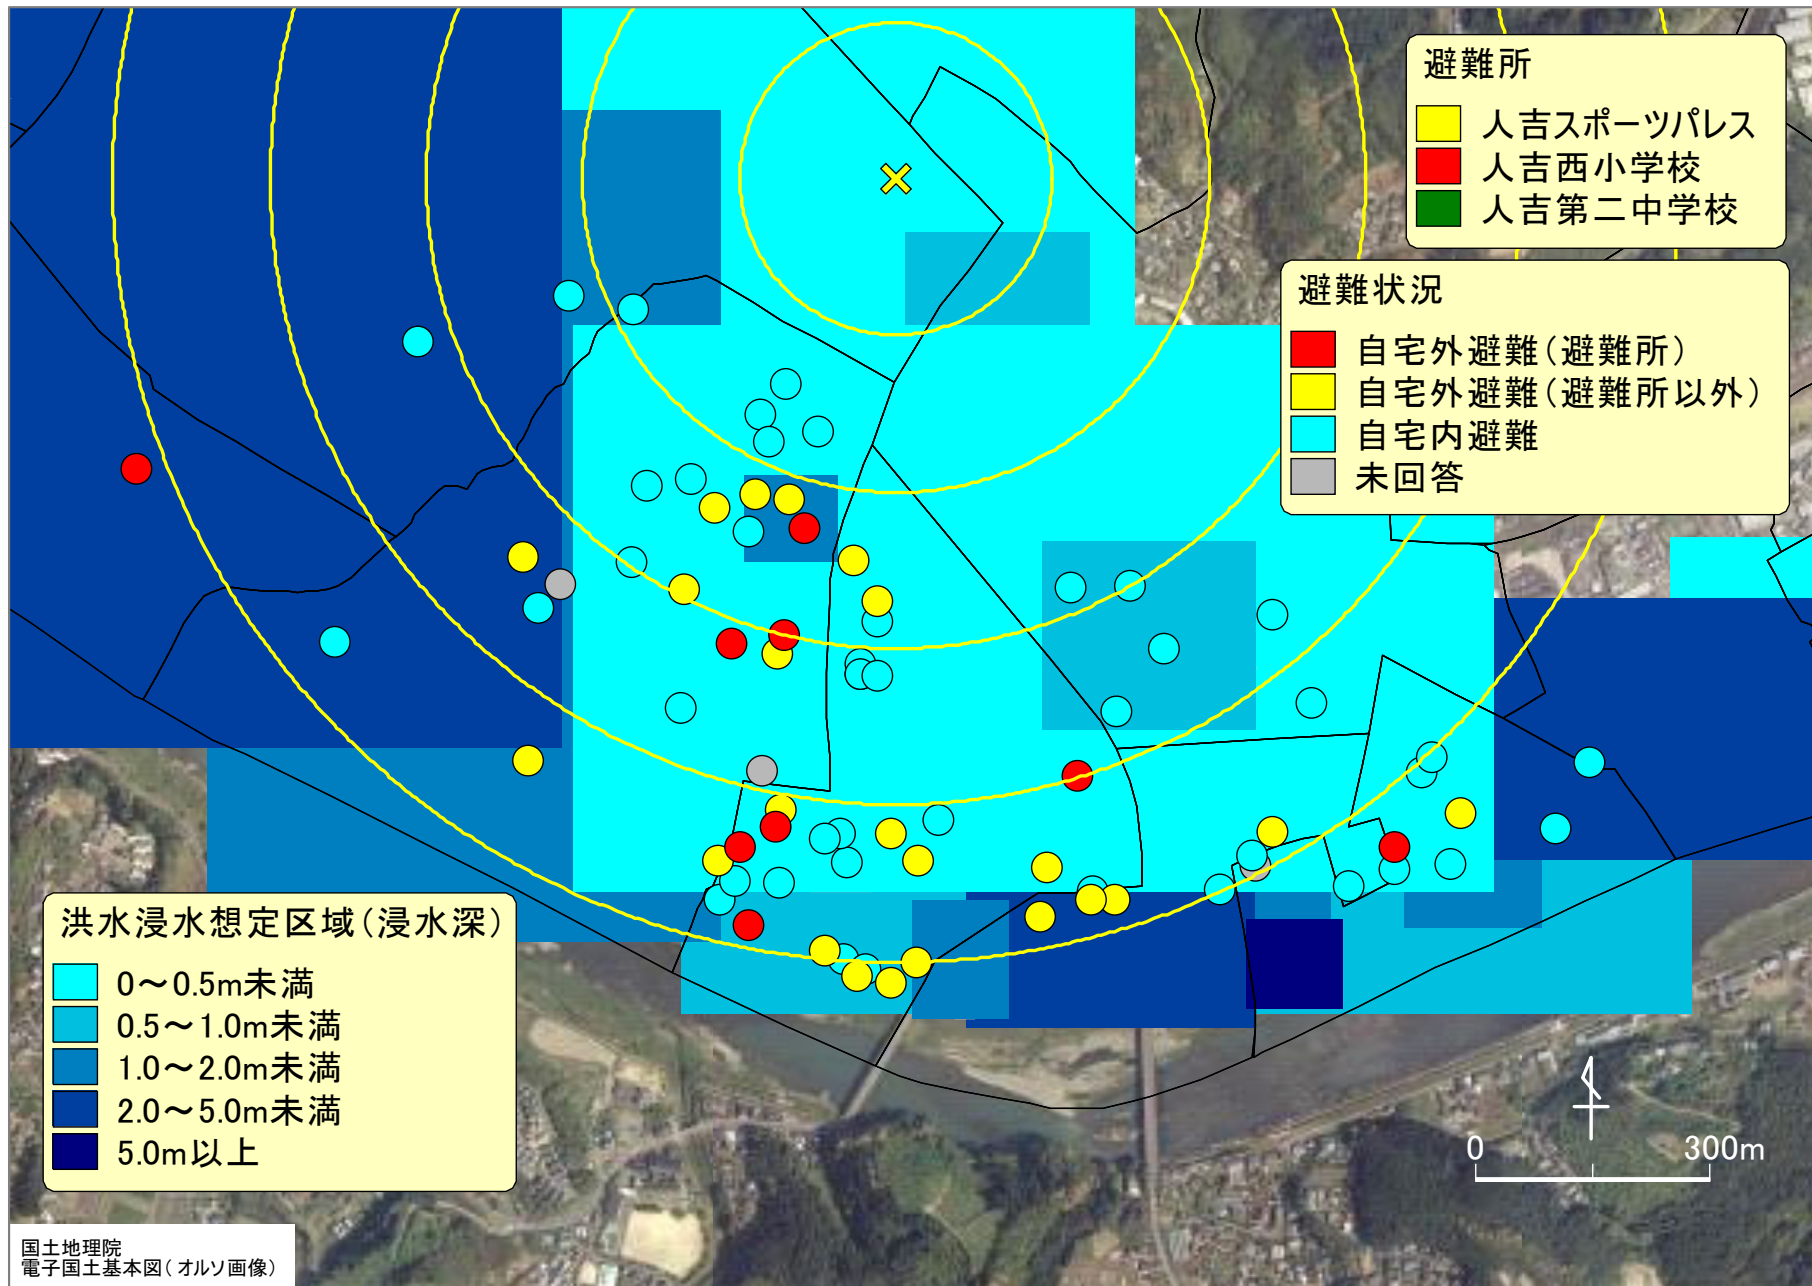 避難所
人吉スポーツパレス
人吉西小学校
人吉第二中学校
避難状況
自宅外避難(避難所)
自宅外避難(避難所以外)
自宅内避難
未回答
洪水浸水想定区域(浸水深)
0～0.5m未満
0.5～1.0m未満
1.0～2.0m未満
2.0～5.0m未満
5.0m以上
0 300m
国土地理院
電子国土基本図(オルソ画像)